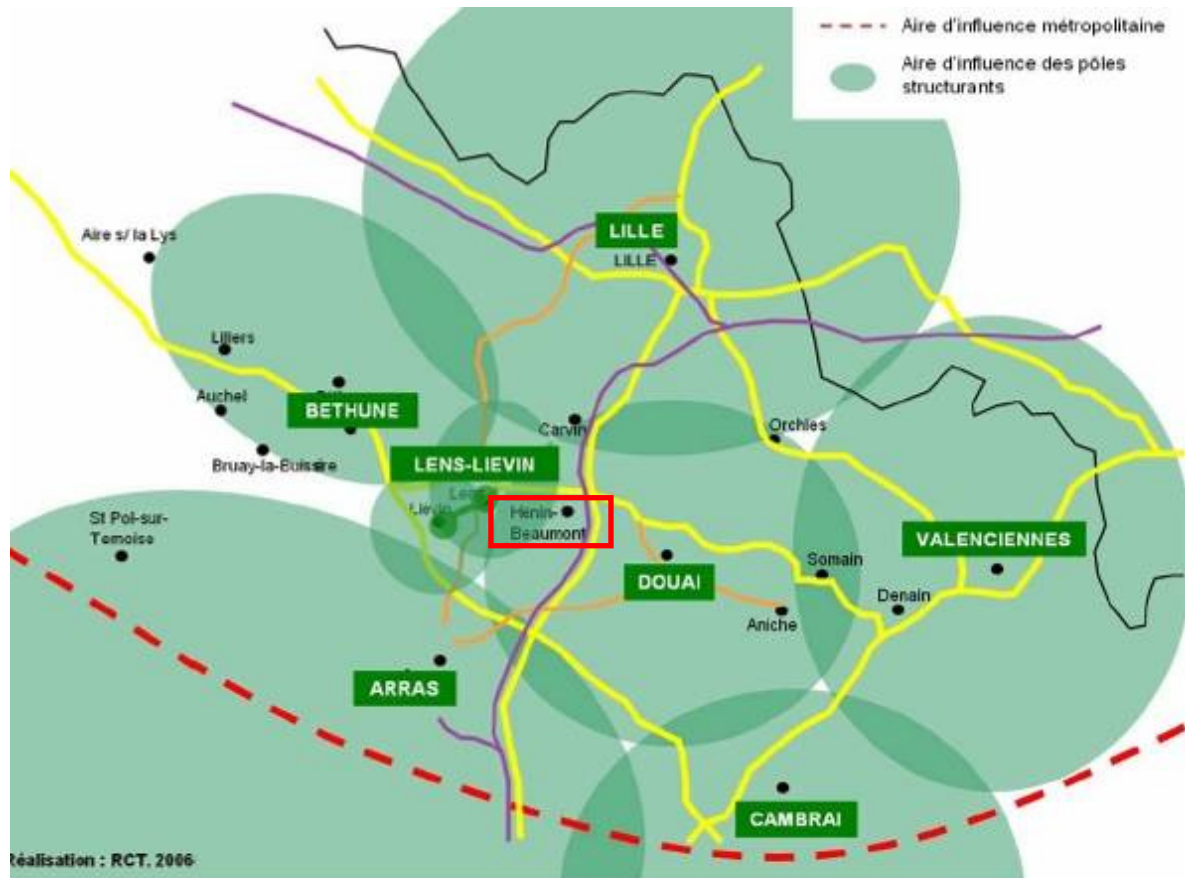 Aire d'influence métropolitaine
Aire d'influence des pôles
structurants
LILLE
LILLE
Aire s/ la Lys
Lillers
Auchel
BETHUNE
Bruay-la-Buissière
Carvin
Orchies
LENS-LIEVIN
Liévin
Hénin-
Beaumont
St Pol-sur-
Ternoise
DOUAI
Somain
VALENCIENNES
Denain
Aniche
ARRAS
CAMBRAI
Réalisation : RCT. 2006